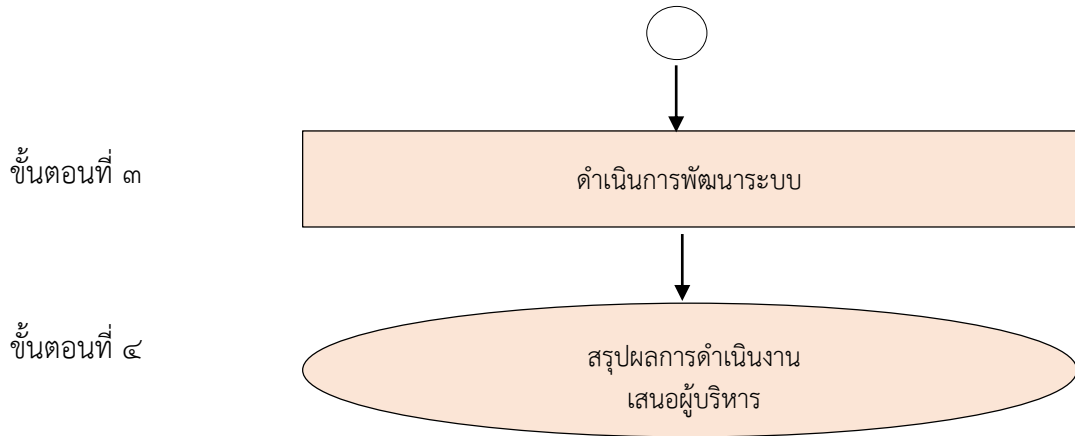 ขั้นตอนที่ ๓
ดำเนินการพัฒนาระบบ
ขั้นตอนที่ ๔
สรุปผลการดำเนินงาน
เสนอผู้บริหาร